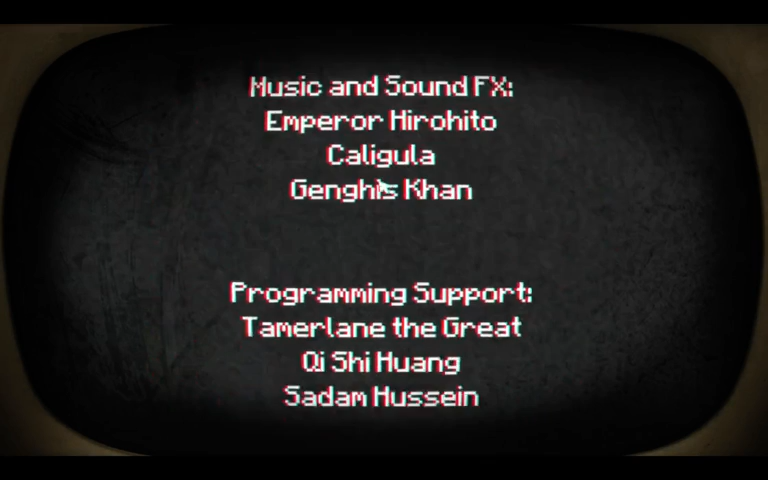 Music and Sound FX:
Emperor Hirohito
Caligula
Genghis Khan
Programming Support:
Tamerlane the Great
Qi Shi Huang
Sadam Hussein